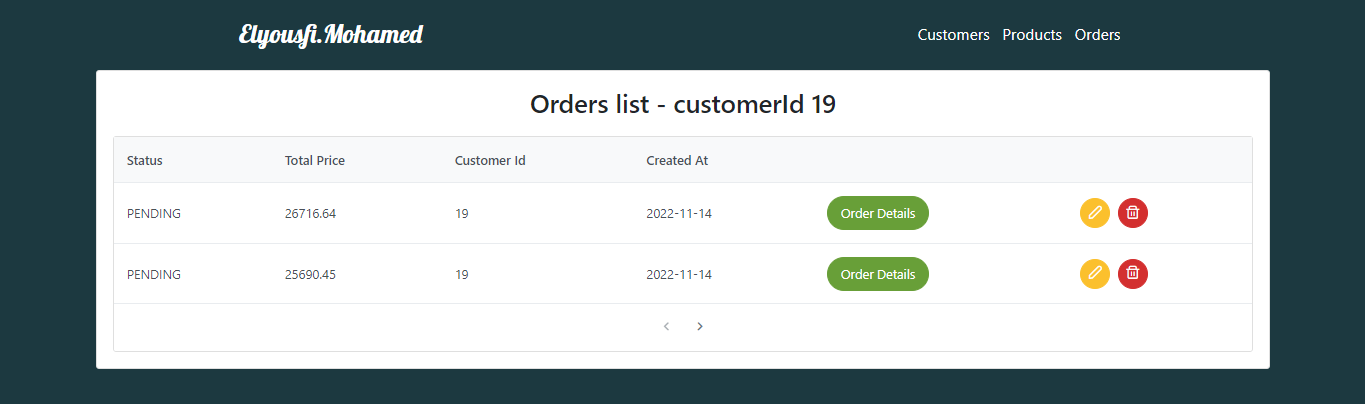 Elyousfi.Mohamed Customers Products Orders
Orders list - customerId 19
Status Total Price Customer Id Created At
PENDING 26716.64 19 2022-11-14 Order Details
PENDING 25690.45 19 2022-11-14 Order Details